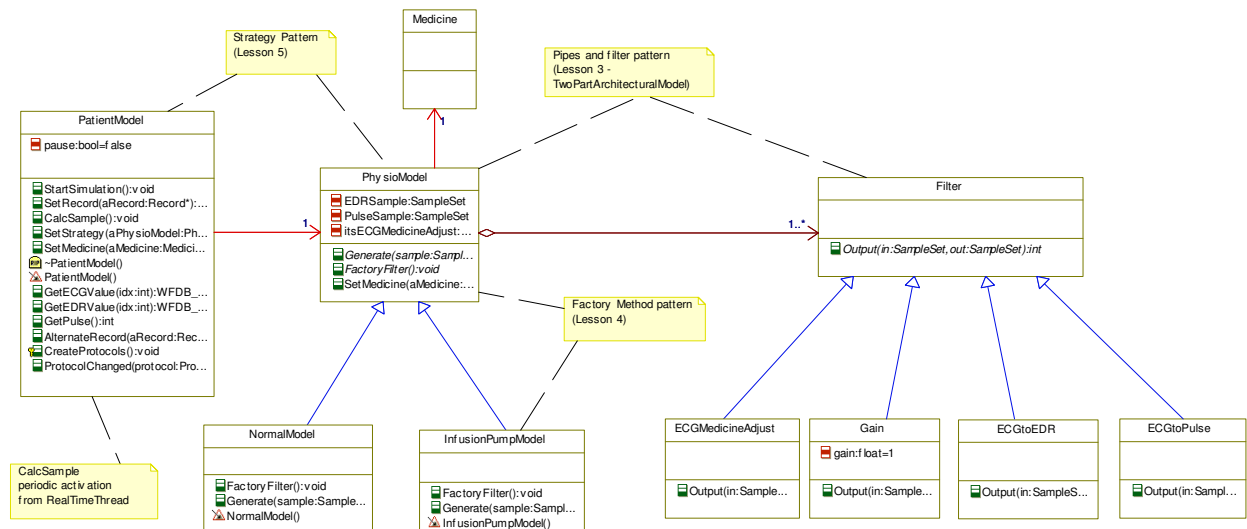 Strategy Pattern
(Lesson 5)
Medicine
Pipes and filter pattern
(Lesson 3 -
TwoPartArchitecturalModel)
PatientModel
pause:bool=false
StartSimulation():void
SetRecord(aRecord:Record*):...
CalcSample():void
SetStrategy(aPhysioModel:Ph...
SetMedicine(aMedicine:Medici...
~PatientModel()
PatientModel()
GetECGValue(idx:int):WFDB_...
GetEDRValue(idx:int):WFDB_...
GetPulse():int
AlternateRecord(aRecord:Rec...
CreateProtocols():void
ProtocolChanged(protocol:Pro...
1
1
PhysioModel
EDRSample:SampleSet
PulseSample:SampleSet
itsECGMedicineAdjust:...
Generate(sample:Sampl...
FactoryFilter():void
SetMedicine(aMedicine:...
1..*
Filter
Output(in:SampleSet,out:SampleSet):int
Factory Method pattern
(Lesson 4)
CalcSample
periodic activation
from RealTimeThread
NormalModel
FactoryFilter():void
Generate(sample:Sample...
NormalModel()
InfusionPumpModel
FactoryFilter():void
Generate(sample:Sampl...
InfusionPumpModel()
ECGMedicineAdjust
Output(in:Sample...
Gain
gain:float=1
Output(in:Sample...
ECGtoEDR
Output(in:SampleS...
ECGtoPulse
Output(in:Sampl...